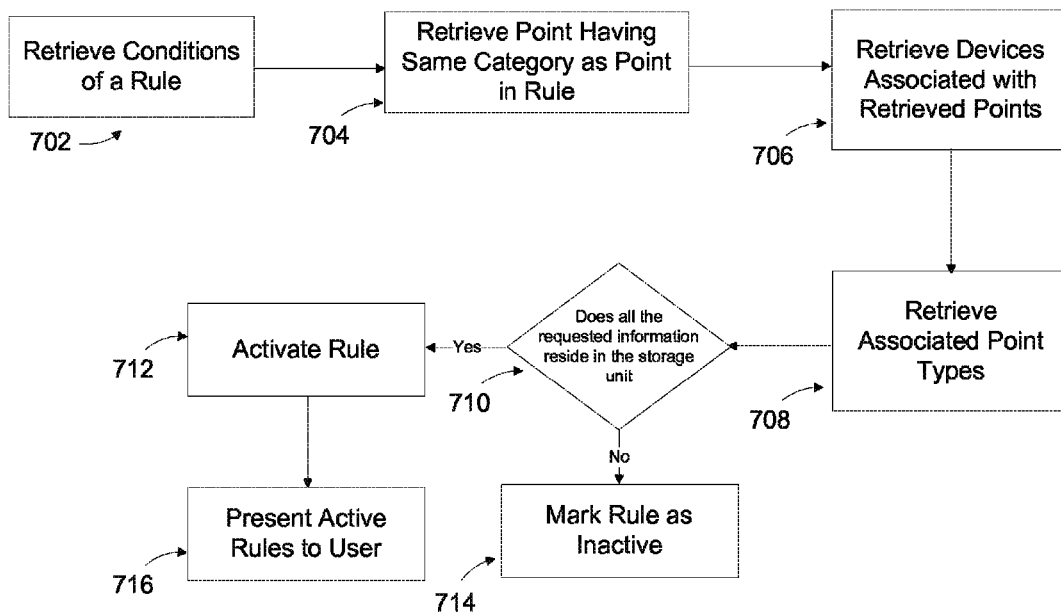 Retrieve Conditions
of a Rule
702
Retrieve Point Having
Same Category as Point
in Rule
704
Retrieve Devices
Associated with
Retrieved Points
706
Retrieve
Associated Point
Types
708
Does all the
requested information
reside in the storage
unit
710
Yes
Activate Rule
712
No
Mark Rule as
Inactive
714
Present Active
Rules to User
716